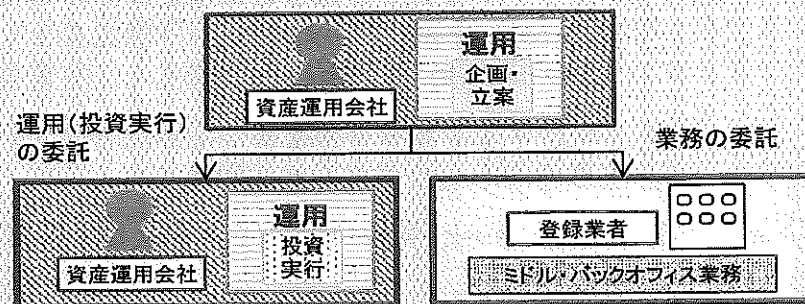 運用
企画・
立案
資産運用会社
運用(投資実行)
の委託
業務の委託
運用
投資
実行
資産運用会社
登録業者
ミドル・バックオフィス業務